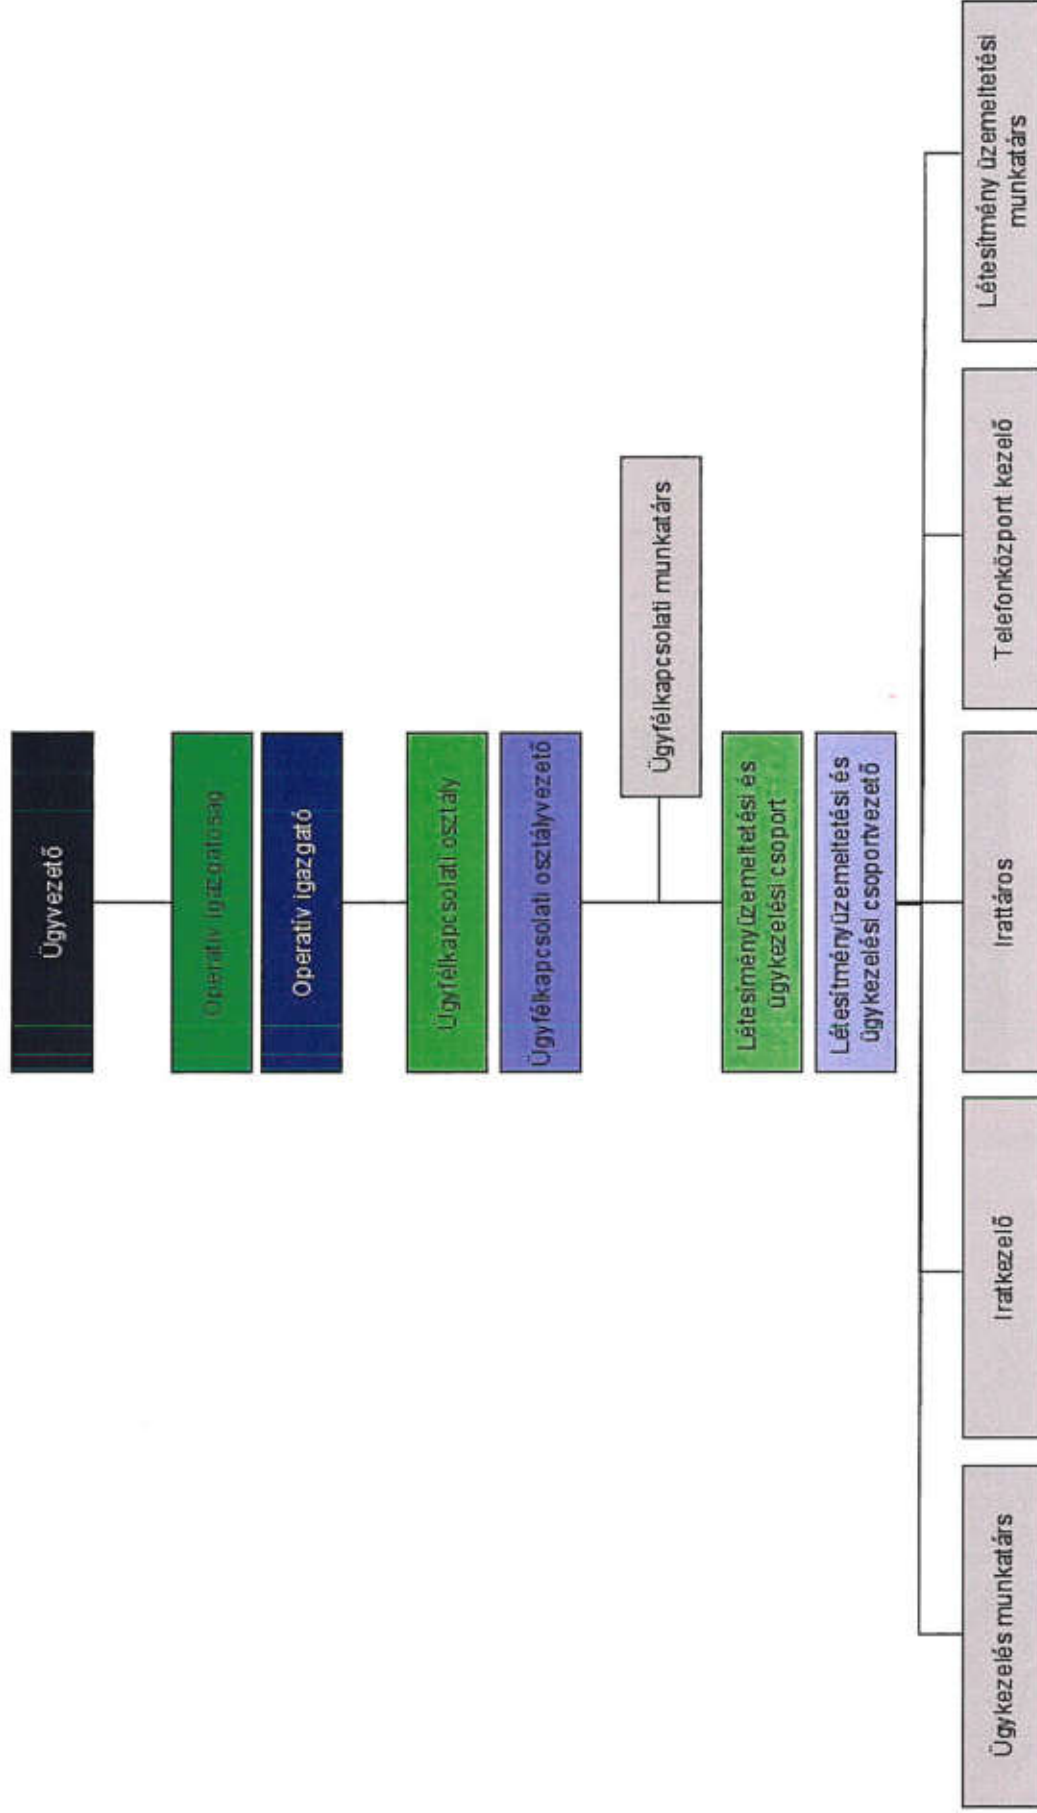 Ügyvezető
Operatív igazgatóság
Operatív igazgató
Ügyfélkapcsolati osztály
Ügyfélkapcsolati osztályvezető
Ügyfélkapcsolati munkatárs
Létesíményüzemeltetési és
ügykezelési csoport
Létesítményüzemeltetési és
ügykezelési csoportvezető
Ügykezelés munkatárs
Iratkezelő
Irattáros
Telefonközpont kezelő
Létesítmény üzemeltetési
munkatárs